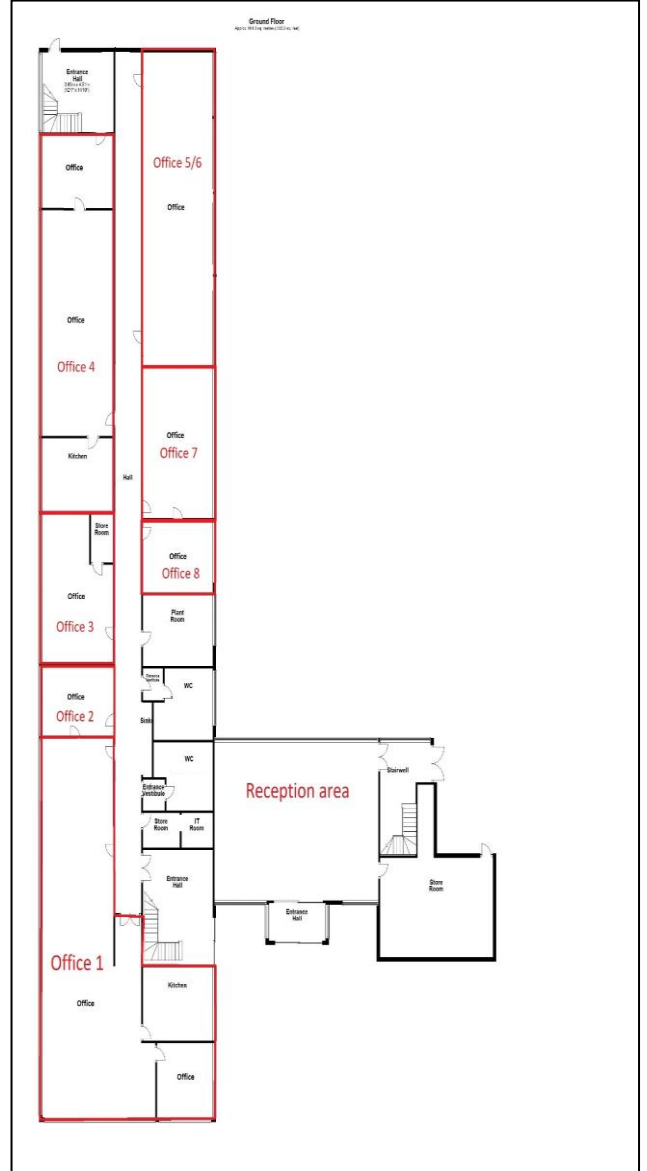 Ground Floor
Entrance
Hall
Office 5/6
Office
Office
Office
Office 4
Office
Office 7
Kitchen
Hall
Store
Room
Office
Office 8
Office
Office 3
Plant
Room
WC
Office
Office 2
Sinks
WC
Entrance
Vestibule
Reception area
Stairwell
Store
Room
IT
Room
Entrance
Hall
Store
Room
Entrance
Hall
Office 1
Office
Kitchen
Office